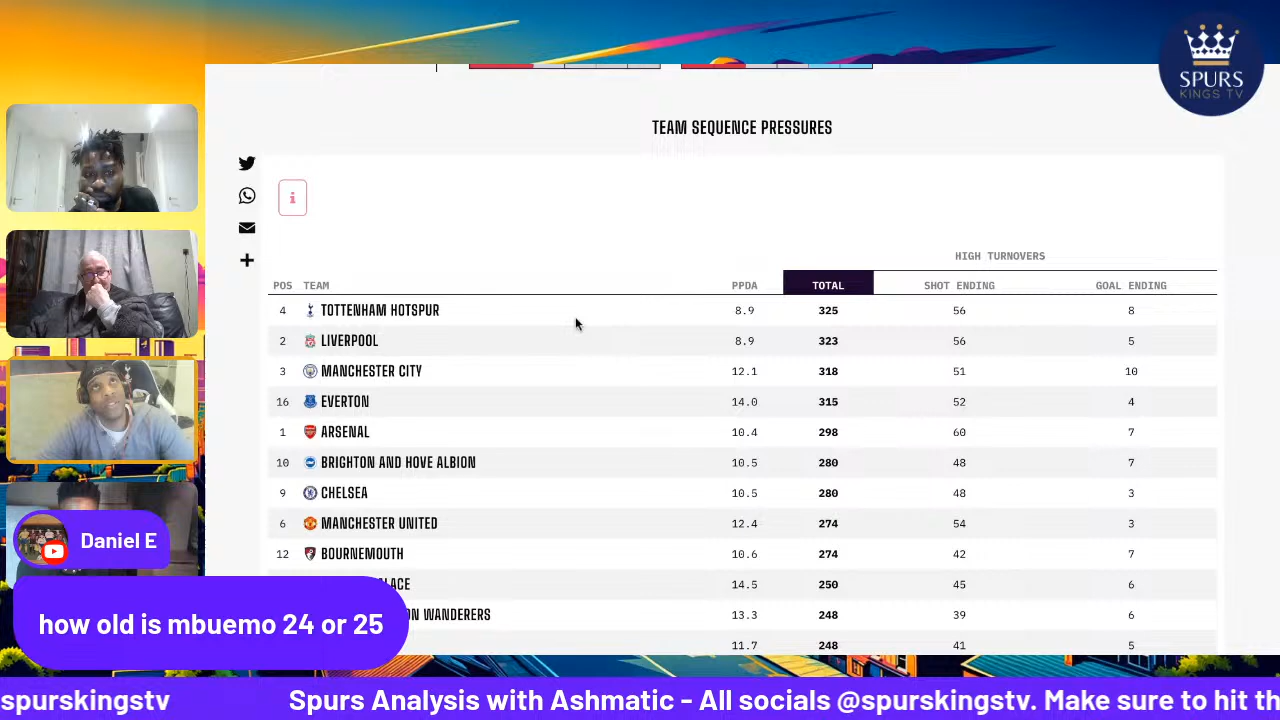 SPURS
KINGS TV
TEAM SEQUENCE PRESSURES
i
HIGH TURNOVERS
POS TEAM PPDA TOTAL SHOT ENDING GOAL ENDING
4 TOTTENHAM HOTSPUR 8.9 325 56 8
2 LIVERPOOL 8.9 323 56 5
3 MANCHESTER CITY 12.1 318 51 10
16 EVERTON 14.0 315 52 4
1 ARSENAL 10.4 298 60 7
10 BRIGHTON AND HOVE ALBION 10.5 280 48 7
9 CHELSEA 10.5 280 48 3
6 MANCHESTER UNITED 12.4 274 54 3
12 BOURNEMOUTH 10.6 274 42 7
LACE 14.5 250 45 6
ON WANDERERS 13.3 248 39 6
11.7 248 41 5
Daniel E
how old is mbuemo 24 or 25
spurskingstv Spurs Analysis with Ashmatic - All socials @spurskingstv. Make sure to hit th